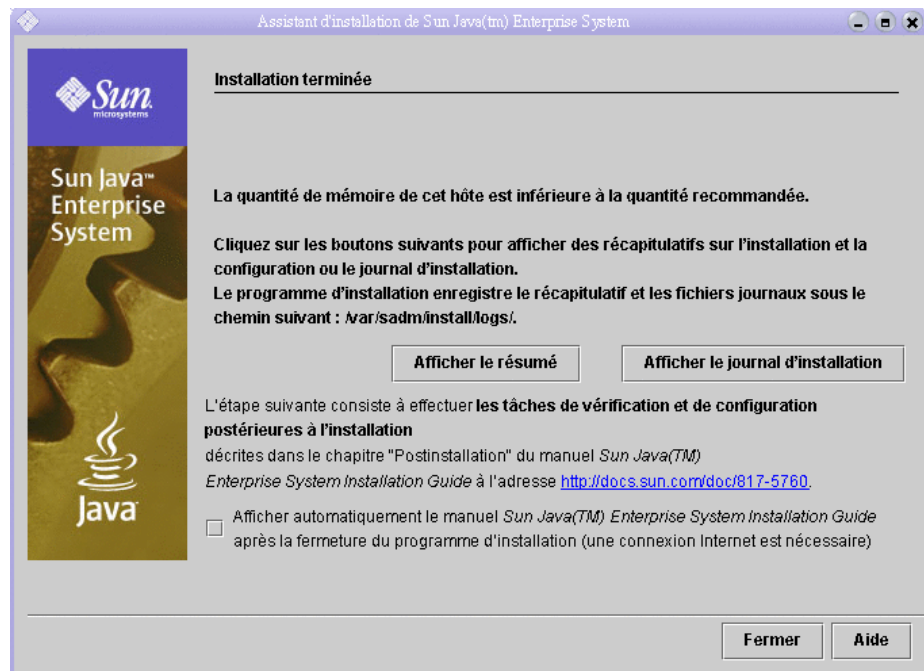 Assistant d'installation de Sun Java(tm) Enterprise System
Sun
microsystems
Sun Java™
Enterprise
System
Java
Installation terminée
La quantité de mémoire de cet hôte est inférieure à la quantité recommandée.
Cliquez sur les boutons suivants pour afficher des récapitulatifs sur l'installation et la
configuration ou le journal d'installation.
Le programme d'installation enregistre le récapitulatif et les fichiers journaux sous le
chemin suivant : /var/sadm/install/logs/.
Afficher le résumé
Afficher le journal d'installation
L'étape suivante consiste à effectuer les tâches de vérification et de configuration
postérieures à l'installation
décrites dans le chapitre "Postinstallation" du manuel Sun Java(TM)
Enterprise System Installation Guide à l'adresse http://docs.sun.com/doc/817-5760.
Afficher automatiquement le manuel Sun Java(TM) Enterprise System Installation Guide
après la fermeture du programme d'installation (une connexion Internet est nécessaire)
Fermer
Aide